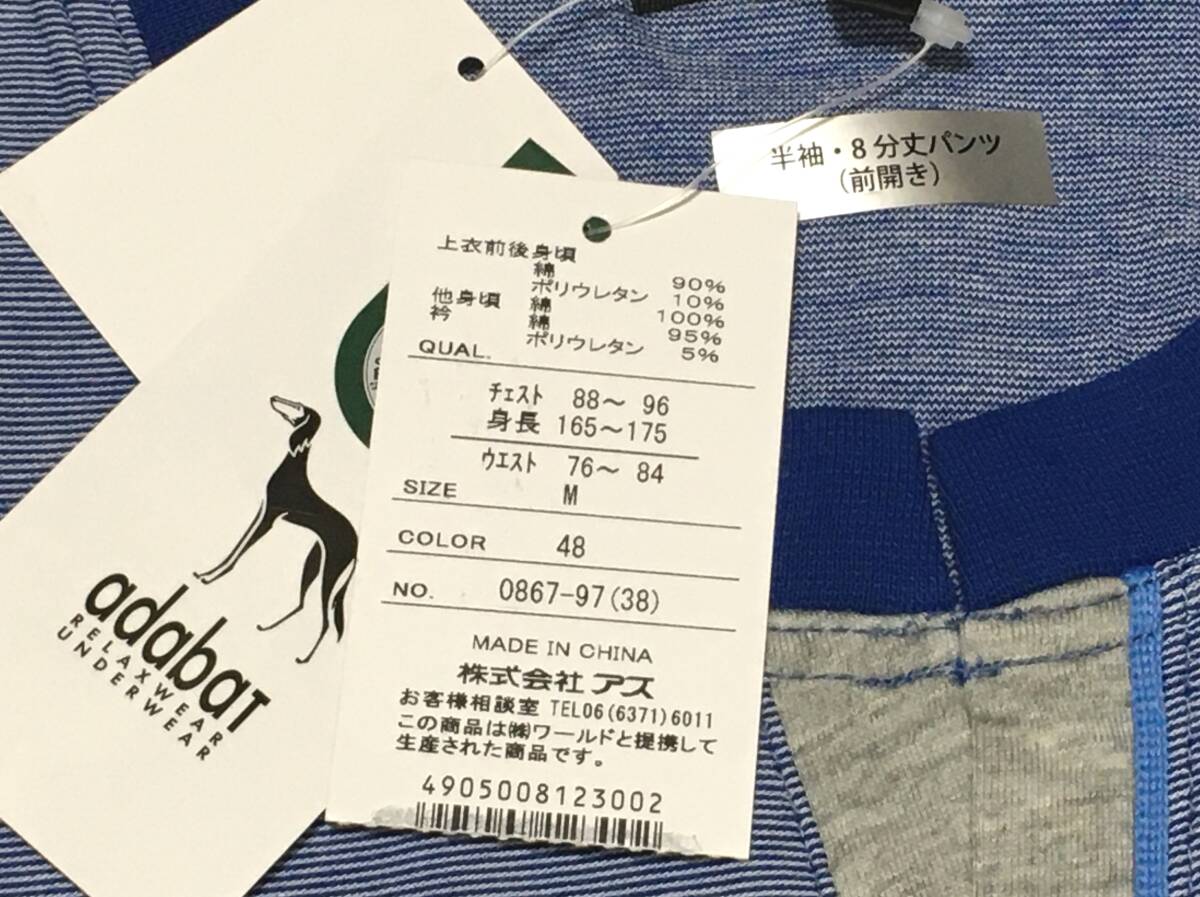 半袖・8分丈パンツ
(前開き)
上衣前後身頃
綿 90%
ポリウレタン 10%
他身頃 綿 100%
衿 綿 95%
ポリウレタン 5%
QUAL.
チェスト 88～ 96
身長 165～175
ウエスト 76～ 84
SIZE M
COLOR 48
NO. 0867-97(38)
MADE IN CHINA
株式会社 アズ
お客様相談室 TEL06(6371)6011
この商品は㈱ワールドと提携して
生産された商品です。
4905008123002
adabaT
RELAXWEAR
UNDERWEAR